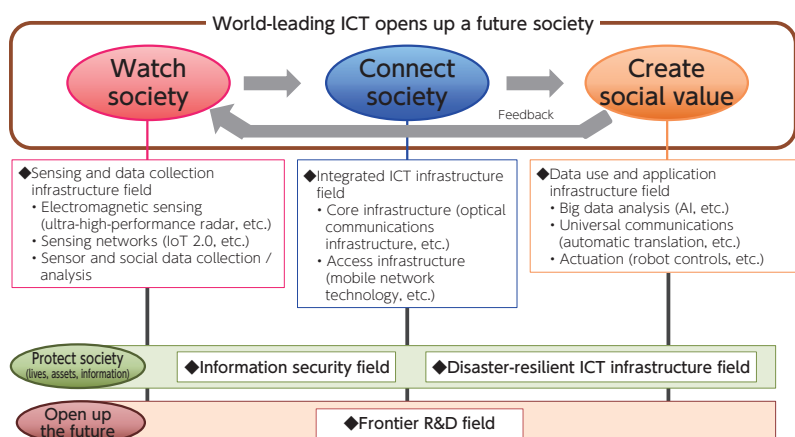 World-leading ICT opens up a future society
Watch
society
Connect
society
Create
social value
Feedback
◆Sensing and data collection
infrastructure field
• Electromagnetic sensing
(ultra-high-performance radar, etc.)
• Sensing networks (IoT 2.0, etc.)
• Sensor and social data collection /
analysis
◆Integrated ICT infrastructure
field
• Core infrastructure (optical
communications
infrastructure, etc.)
• Access infrastructure
(mobile network
technology, etc.)
◆Data use and application
infrastructure field
• Big data analysis (AI, etc.)
• Universal communications
(automatic translation, etc.)
• Actuation (robot controls, etc.)
Protect society
(lives, assets, information)
◆Information security field
◆Disaster-resilient ICT infrastructure field
Open up
the future
◆Frontier R&D field